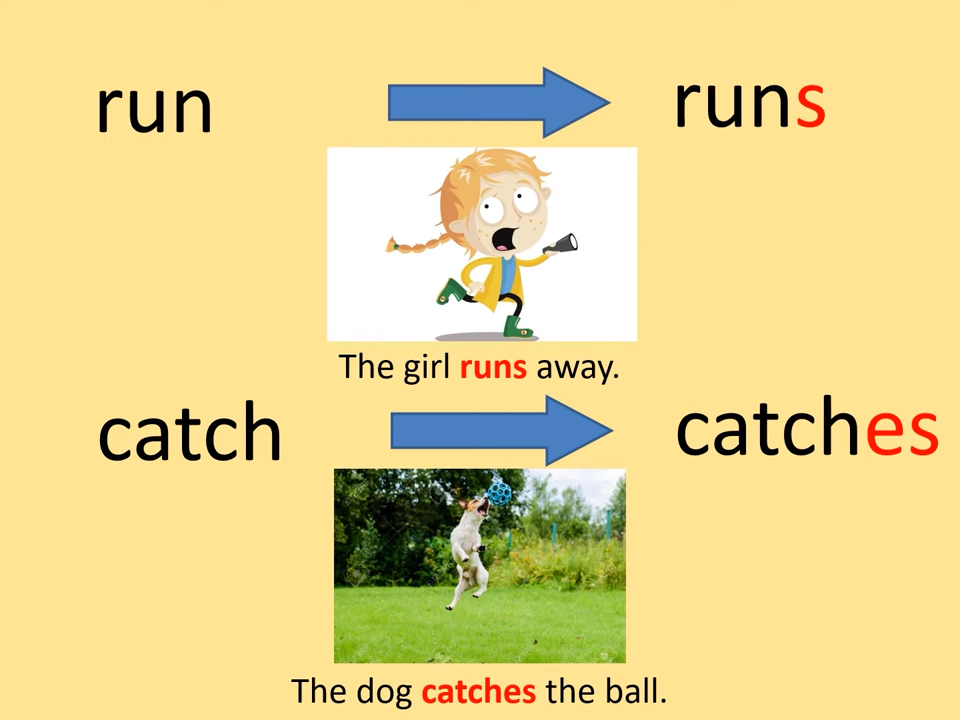 run
runs
The girl runs away.
catch
catches
The dog catches the ball.